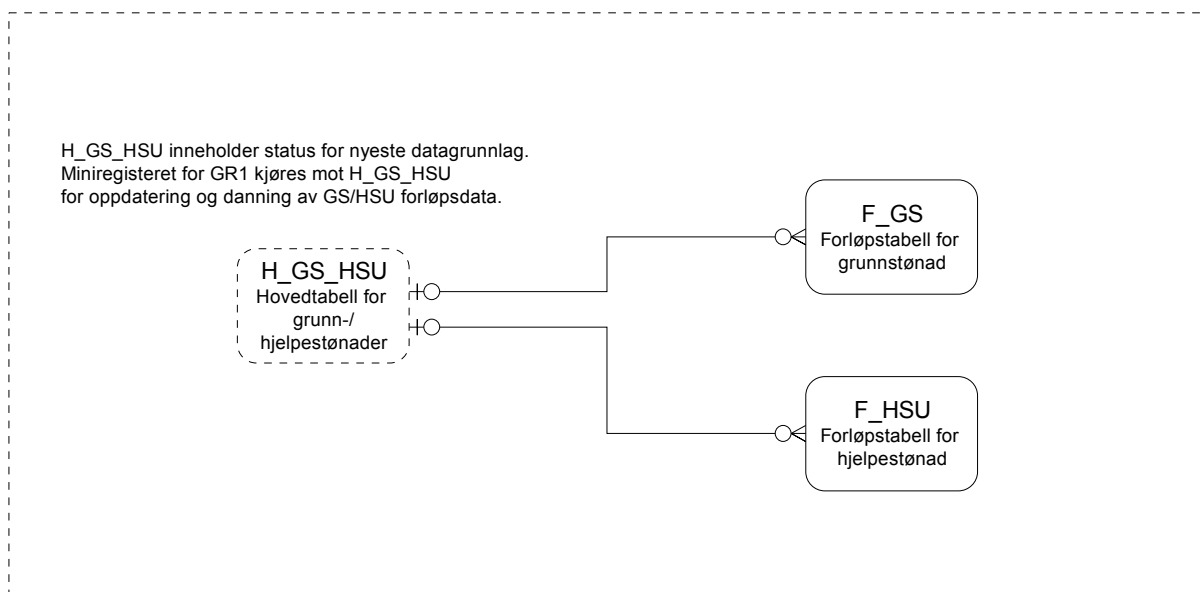 H_GS_HSU inneholder status for nyeste datagrunnlag.
Miniregisteret for GR1 kjøres mot H_GS_HSU
for oppdatering og danning av GS/HSU forløpsdata.
H_GS_HSU
Hovedtabell for
grunn-/
hjelpestønader
F_GS
Forløpstabell for
grunnstønad
F_HSU
Forløpstabell for
hjelpestønad